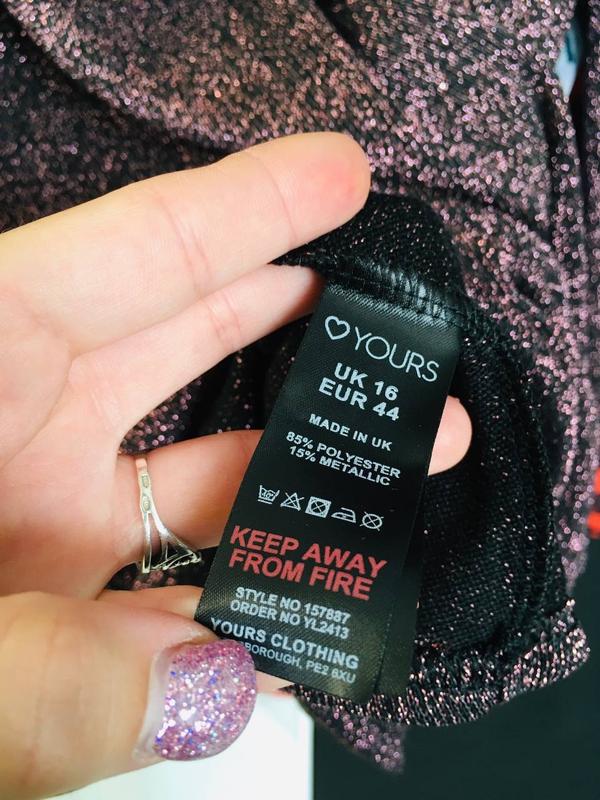 YOURS
UK 16
EUR 44
MADE IN UK
85% POLYESTER
15% METALLIC
KEEP AWAY
FROM FIRE
STYLE NO 157887
ORDER NO YL2413
YOURS CLOTHING
BOROUGH, PE2 6XU